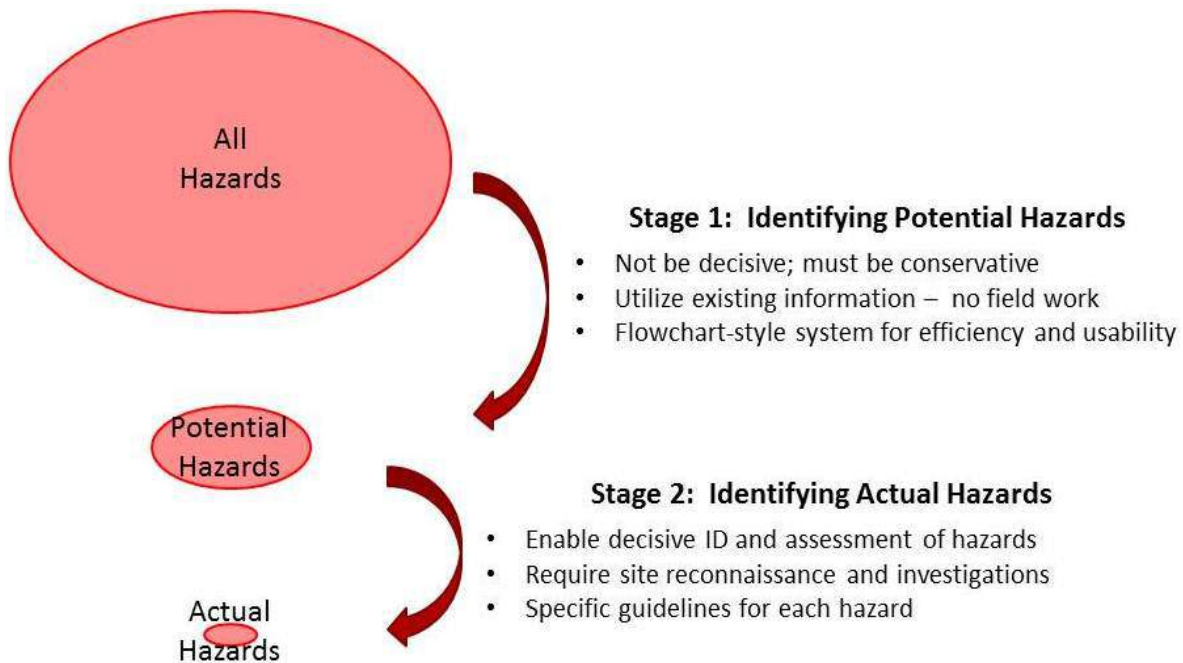 All
Hazards
Stage 1: Identifying Potential Hazards
• Not be decisive; must be conservative
• Utilize existing information – no field work
• Flowchart-style system for efficiency and usability
Potential
Hazards
Stage 2: Identifying Actual Hazards
• Enable decisive ID and assessment of hazards
• Require site reconnaissance and investigations
• Specific guidelines for each hazard
Actual
Hazards